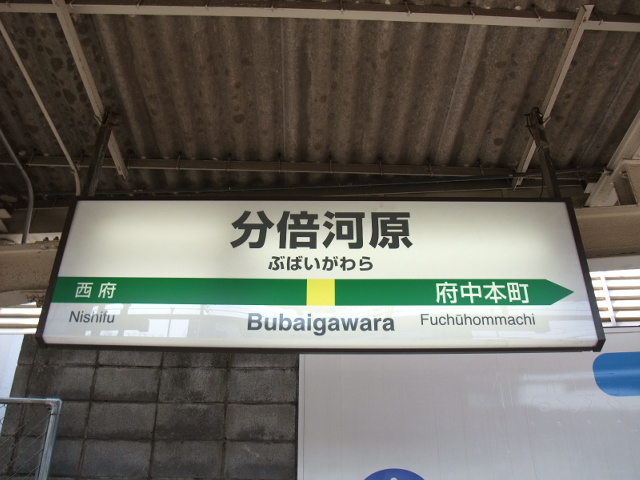 分倍河原
ぶばいがわら
西府
府中本町
Nishifu
Bubaigawara
Fuchūhommachi